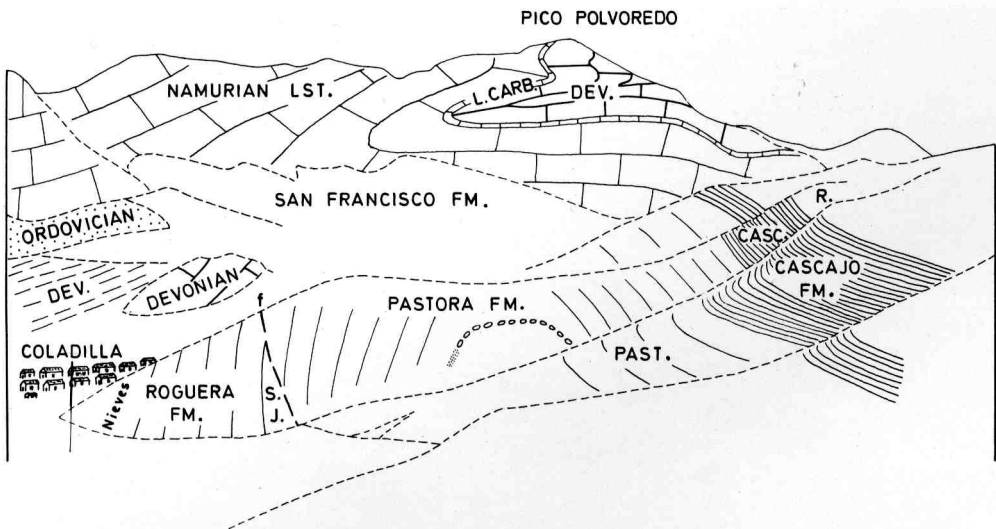 PICO POLVOREDO
NAMURIAN LST.
L. CARB.
DEV.
SAN FRANCISCO FM.
R.
ORDOVICIAN
CASC.
DEV.
DEVONIAN
CASCAJO
FM.
f
PASTORA FM.
COLADILLA
PAST.
Nieves
ROGUERA
FM.
S.
J.